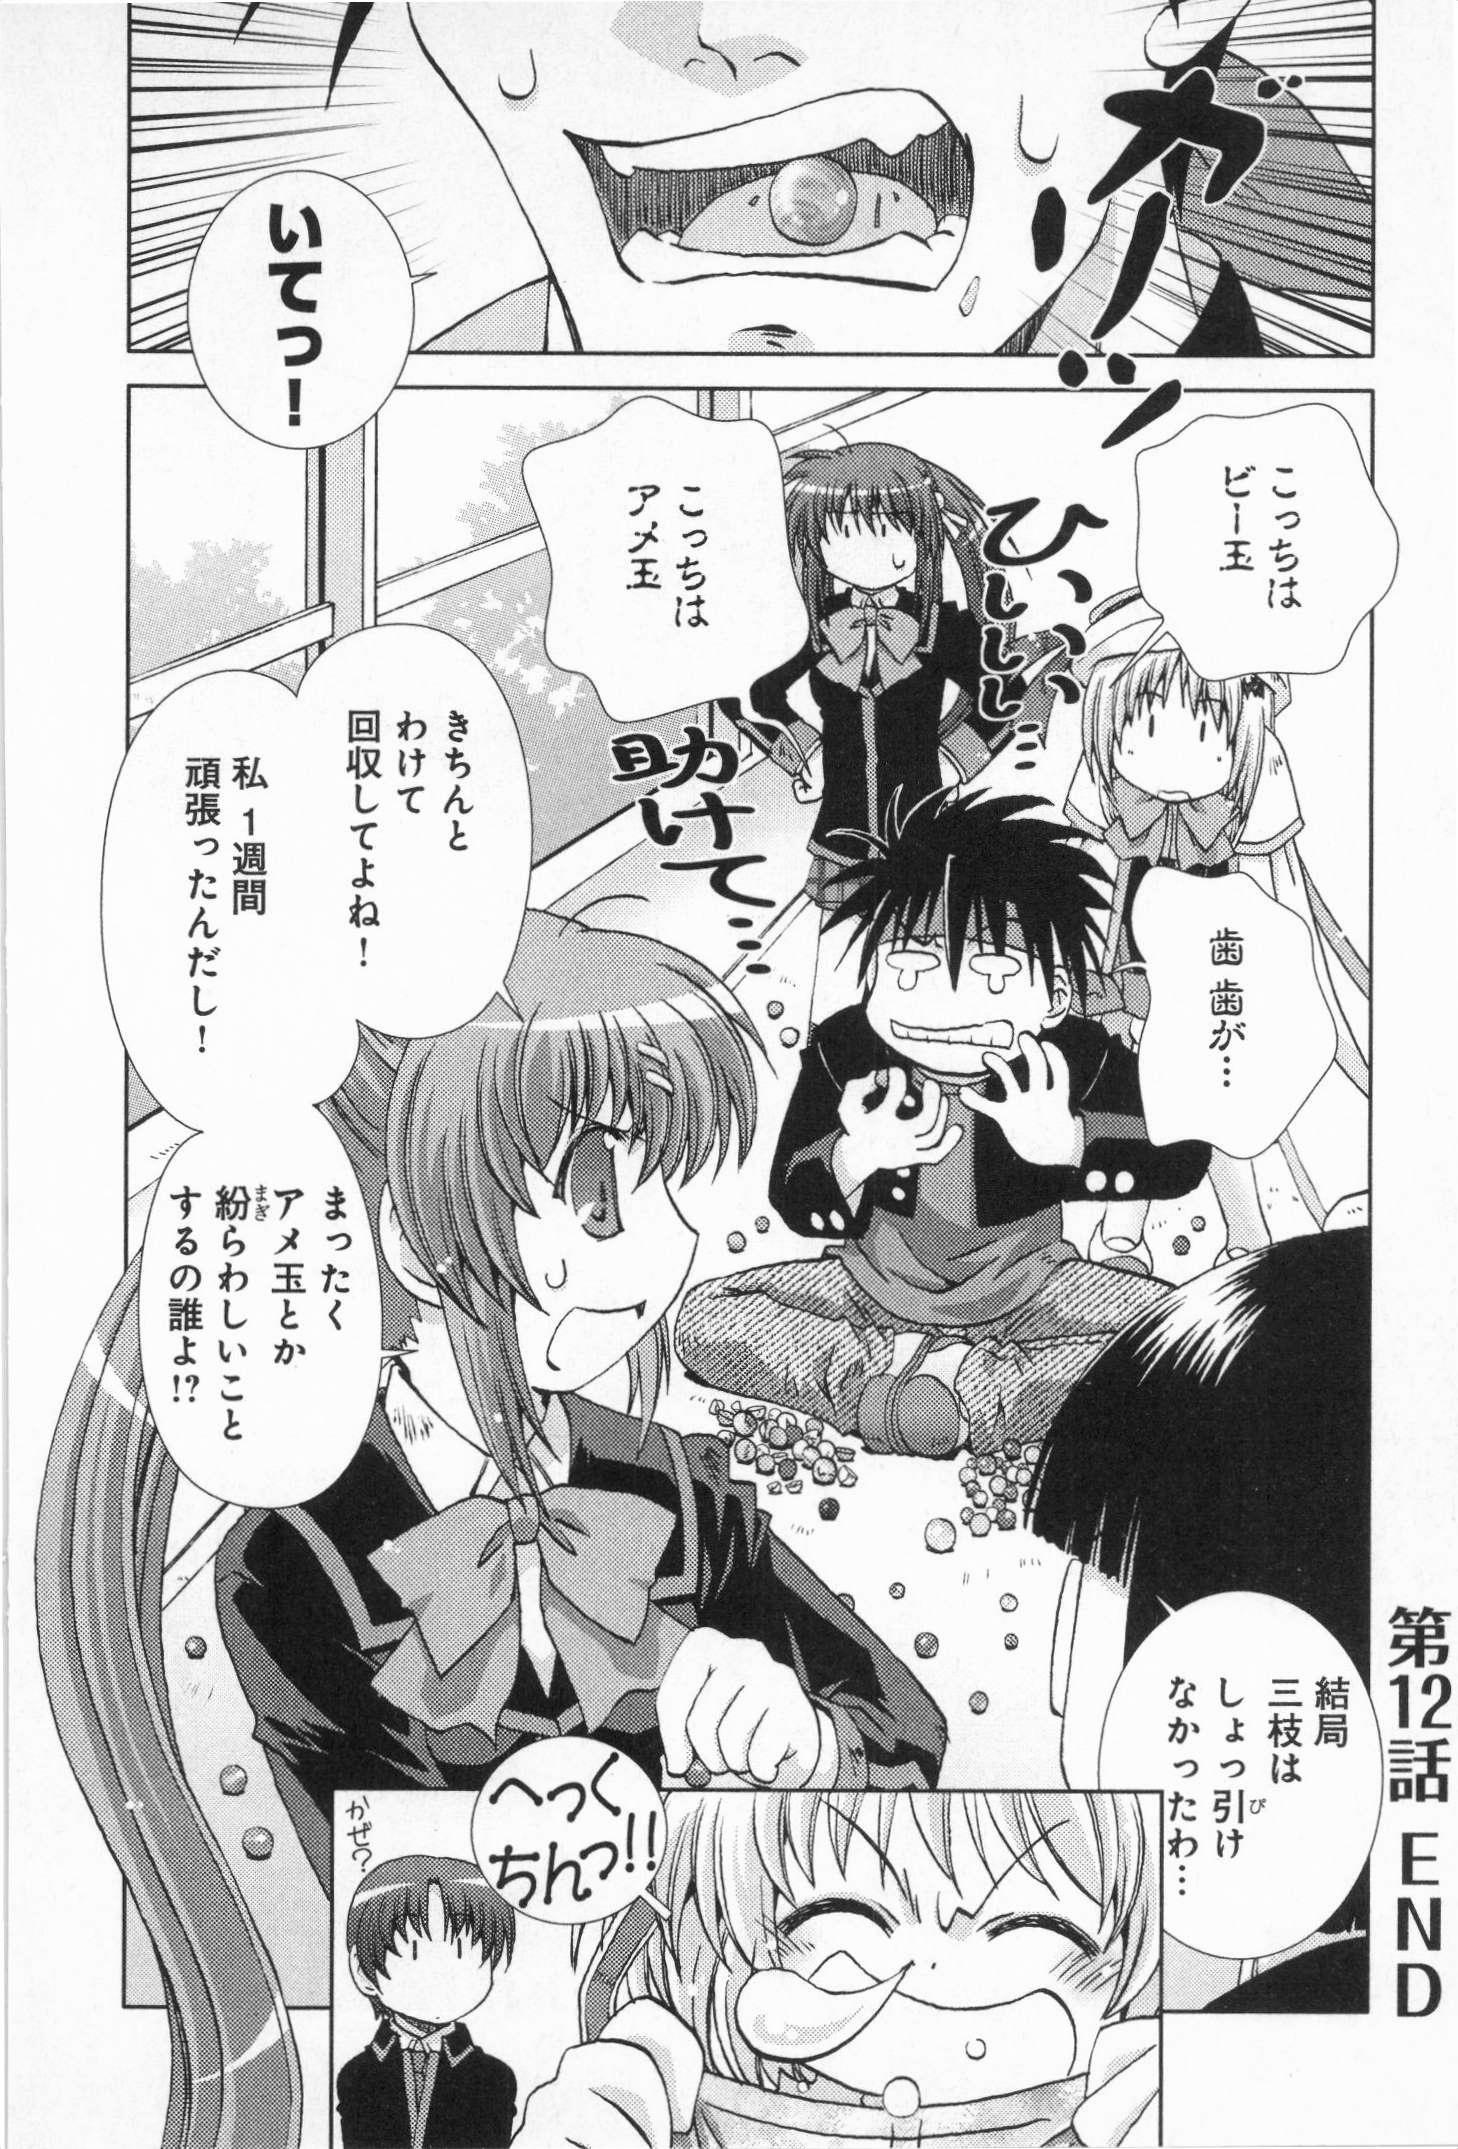 ガリッ
いてっ！
こっちは
ビー玉
こっちは
アメ玉
ひいぃぃ…
助けて…
歯 歯が…
きちんと
わけて
回収してよね！
私 1週間
頑張ったんだし！
まったく
アメ玉とか
紛らわしいこと
するの誰よ!?
まぎ
結局
三枝は
しょっ引け
なかったわ…
ぴ
へっく
ちんっ!!
かぜ?
第12話 END